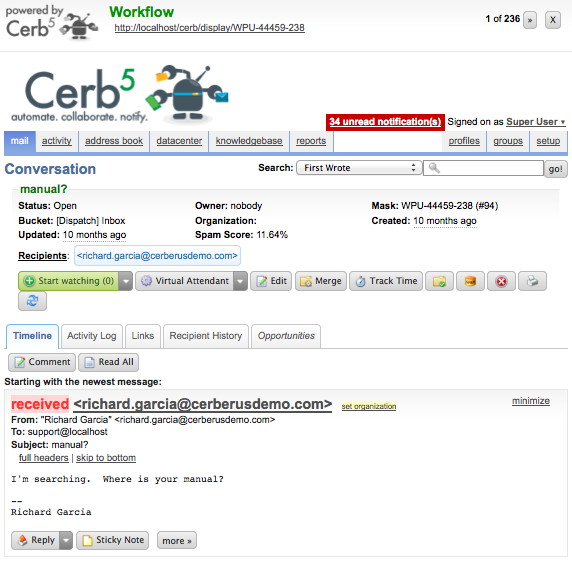 powered by
Cerb5
Workflow
http://localhost/cerb/display/WPU-44459-238
1 of 236 » X
Cerb5
automate. collaborate. notify.
34 unread notification(s) Signed on as Super User
mail activity address book datacenter knowledgebase reports profiles groups setup
Conversation
Search: First Wrote go!
manual?
Status: Open Owner: nobody Mask: WPU-44459-238 (#94)
Bucket: [Dispatch] Inbox Organization: Created: 10 months ago
Updated: 10 months ago Spam Score: 11.64%
Recipients: <richard.garcia@cerberusdemo.com>
Start watching (0) Virtual Attendant Edit Merge Track Time
Timeline Activity Log Links Recipient History Opportunities
Comment Read All
Starting with the newest message:
received <richard.garcia@cerberusdemo.com> set organization minimize
From: "Richard Garcia" <richard.garcia@cerberusdemo.com>
To: support@localhost
Subject: manual?
full headers | skip to bottom
I'm searching. Where is your manual?
--
Richard Garcia
Reply Sticky Note more »